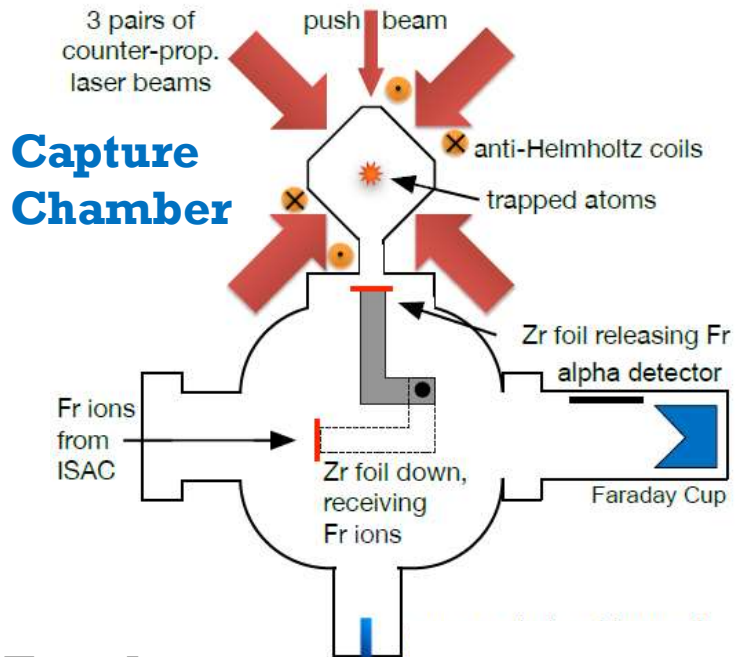 3 pairs of
counter-prop.
laser beams
push beam
Capture
Chamber
anti-Helmholtz coils
trapped atoms
Zr foil releasing Fr
alpha detector
Fr ions
from
ISAC
Zr foil down,
receiving
Fr ions
Faraday Cup